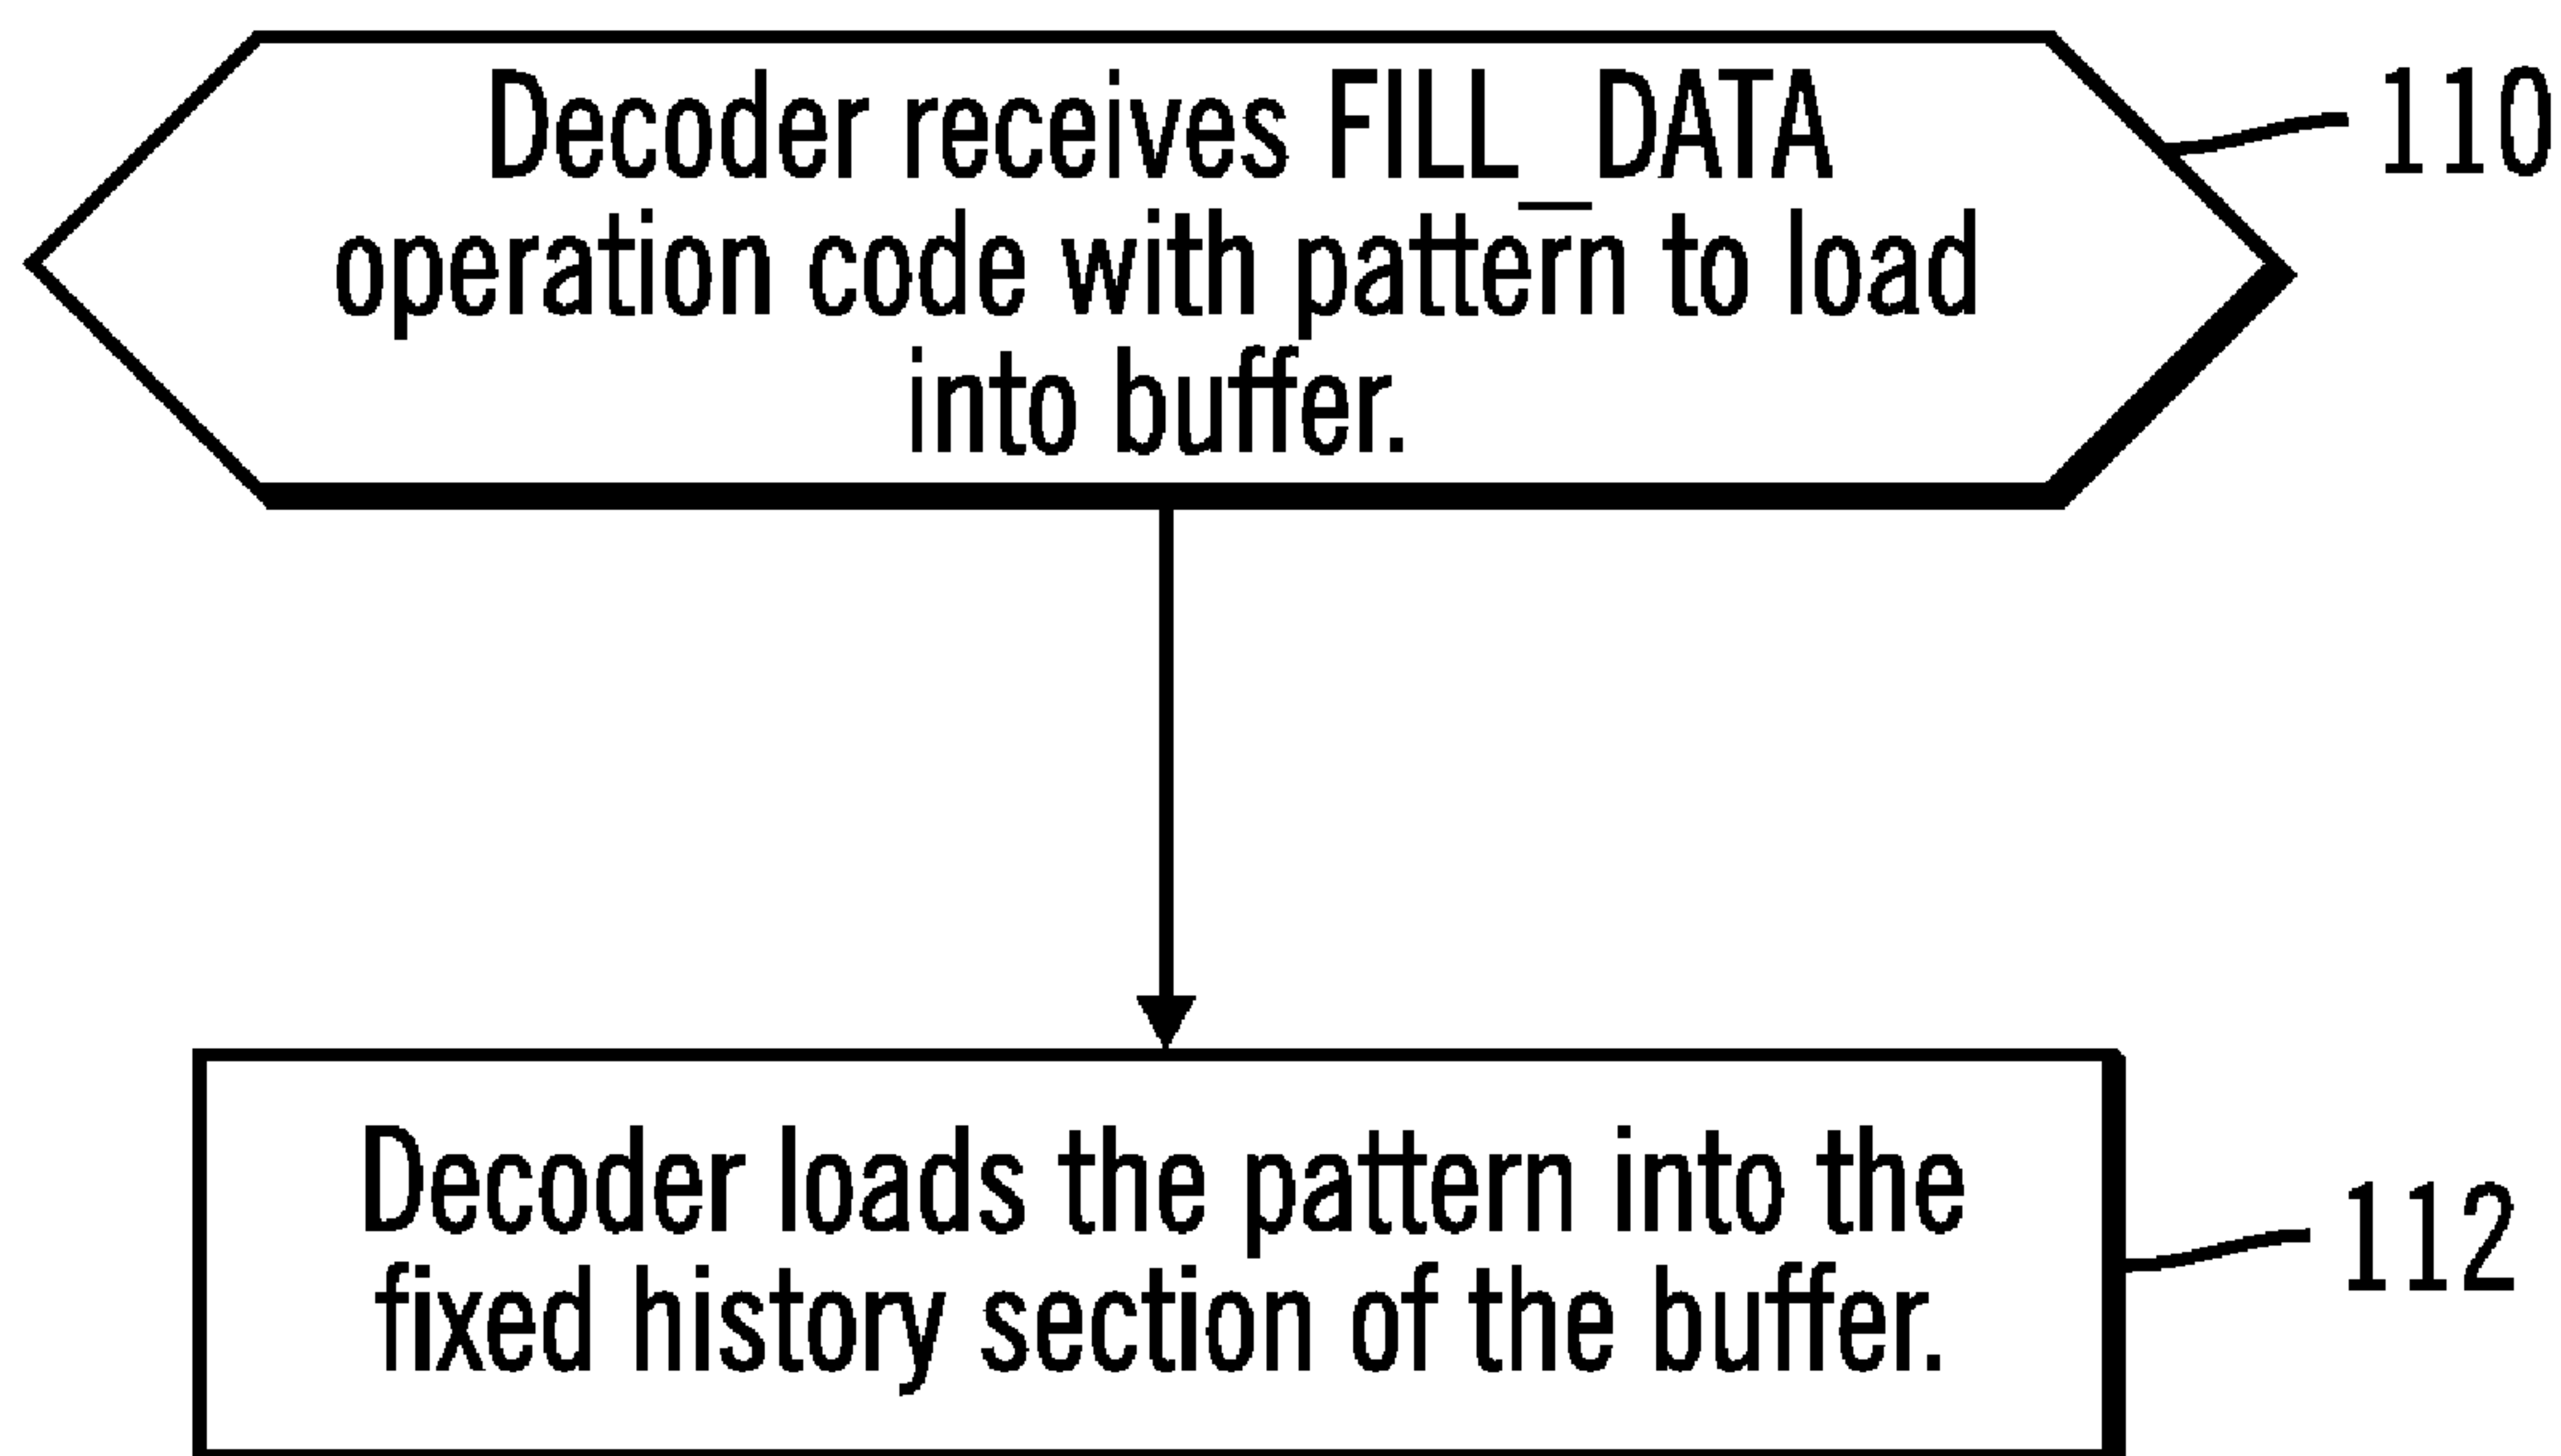 Decoder receives FILL_DATA
operation code with pattern to load
into buffer.
110
Decoder loads the pattern into the
fixed history section of the buffer.
112